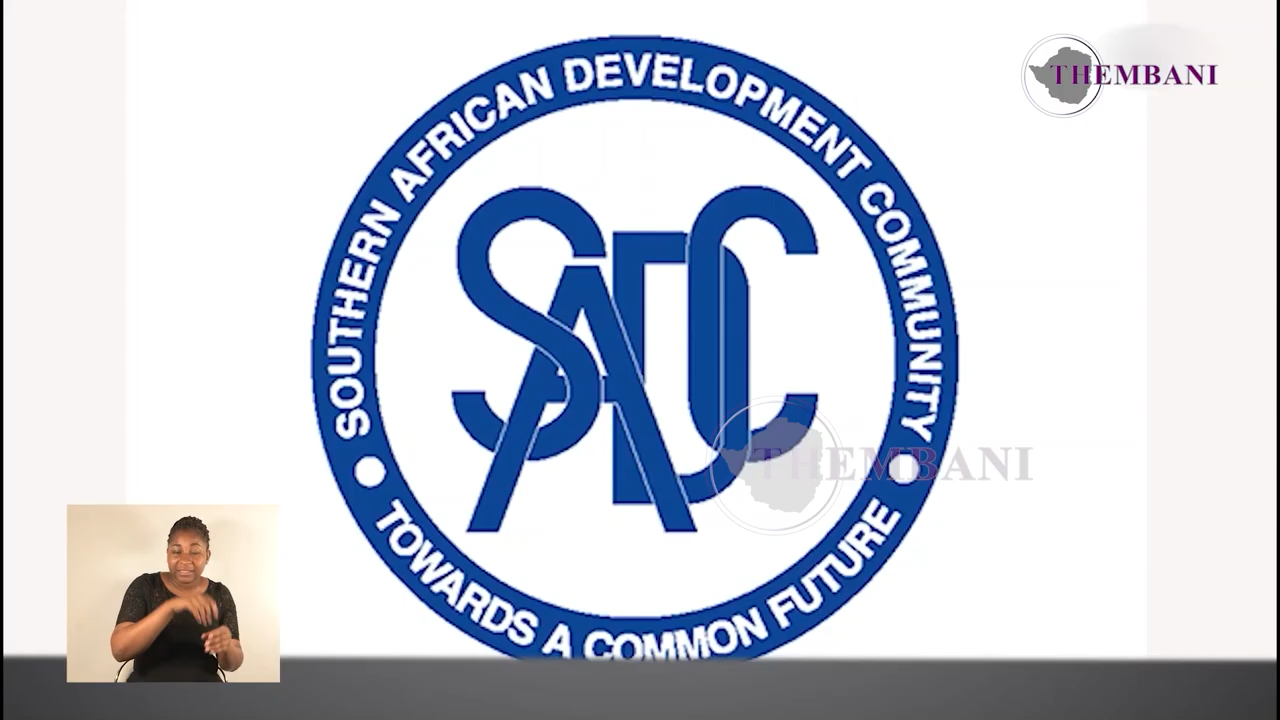 THEMBANI
SOUTHERN AFRICAN DEVELOPMENT COMMUNITY
SADC
THEMBANI
TOWARDS A COMMON FUTURE